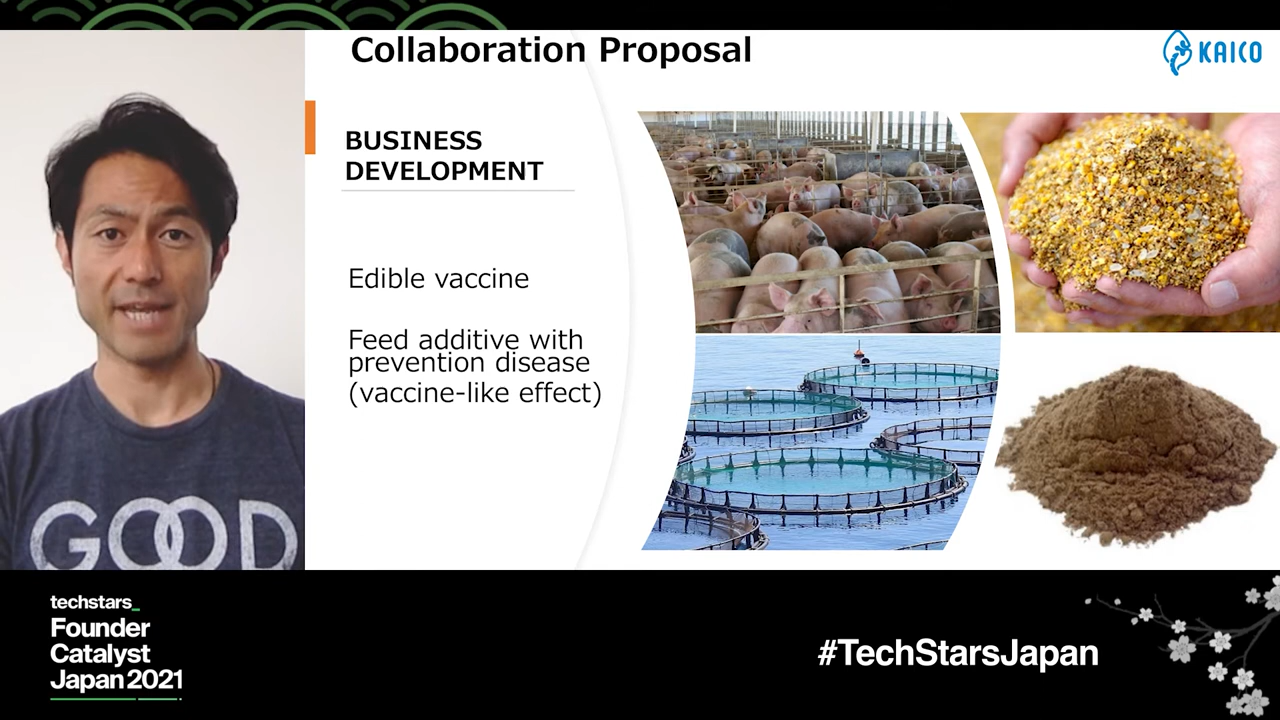 Collaboration Proposal
KAICO
BUSINESS
DEVELOPMENT
Edible vaccine
Feed additive with
prevention disease
(vaccine-like effect)
GOOD
techstars_
Founder
Catalyst
Japan 2021
#TechStarsJapan